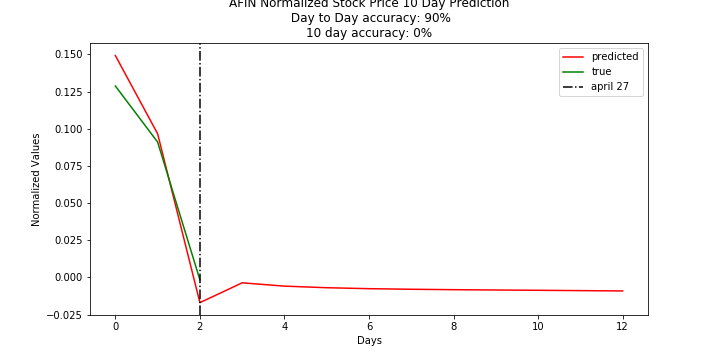 AFIN Normalized Stock Price 10 Day Prediction
Day to Day accuracy: 90%
10 day accuracy: 0%
predicted
true
april 27
Normalized Values
0.150
0.125
0.100
0.075
0.050
0.025
0.000
−0.025
0 2 4 6 8 10 12
Days